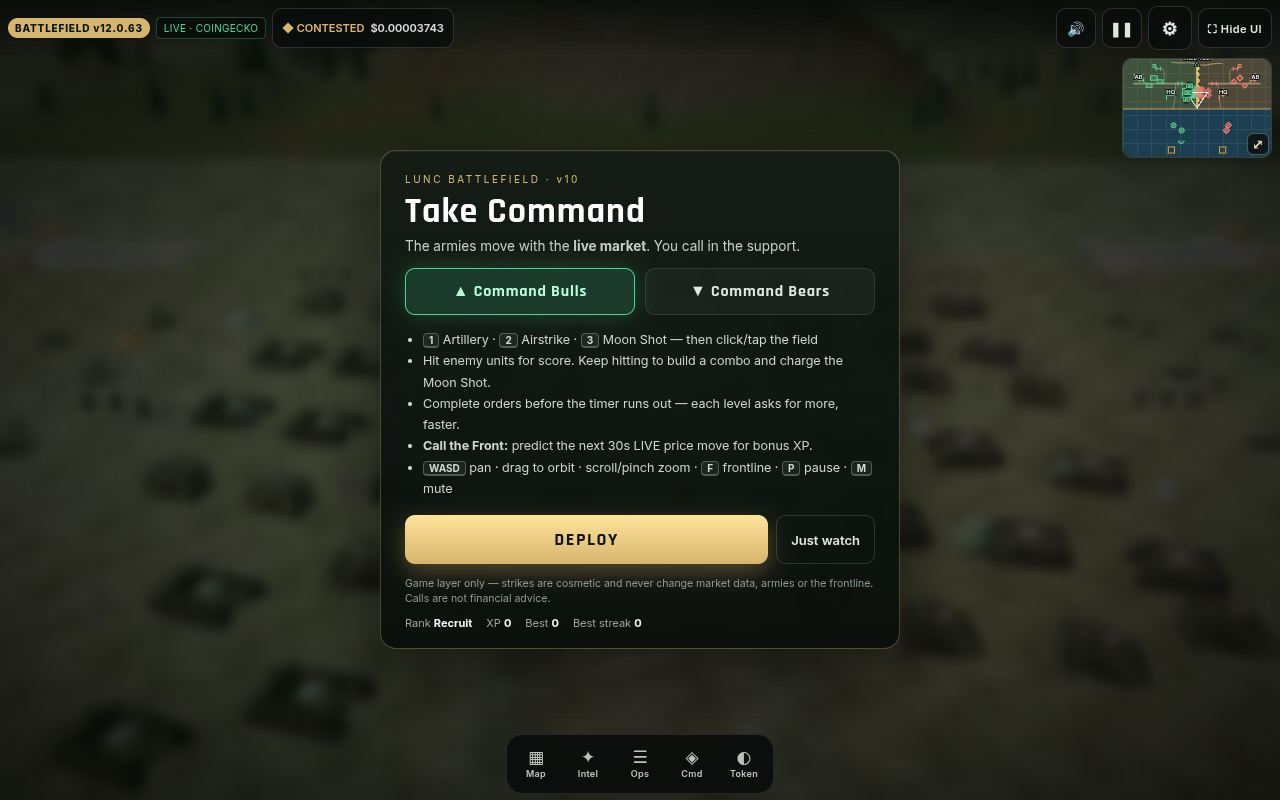 BATTLEFIELD v12.0.63
LIVE · COINGECKO
◆ CONTESTED $0.00003743
⛶ Hide UI
AB
AB
HQ
HQ
LUNC BATTLEFIELD · v10
Take Command
The armies move with the live market. You call in the support.
▲ Command Bulls
▼ Command Bears
• 1 Artillery · 2 Airstrike · 3 Moon Shot — then click/tap the field
• Hit enemy units for score. Keep hitting to build a combo and charge the
Moon Shot.
• Complete orders before the timer runs out — each level asks for more,
faster.
• Call the Front: predict the next 30s LIVE price move for bonus XP.
• WASD pan · drag to orbit · scroll/pinch zoom · F frontline · P pause · M
mute
DEPLOY
Just watch
Game layer only — strikes are cosmetic and never change market data, armies or the frontline.
Calls are not financial advice.
Rank Recruit XP 0 Best 0 Best streak 0
Map
Intel
Ops
Cmd
Token